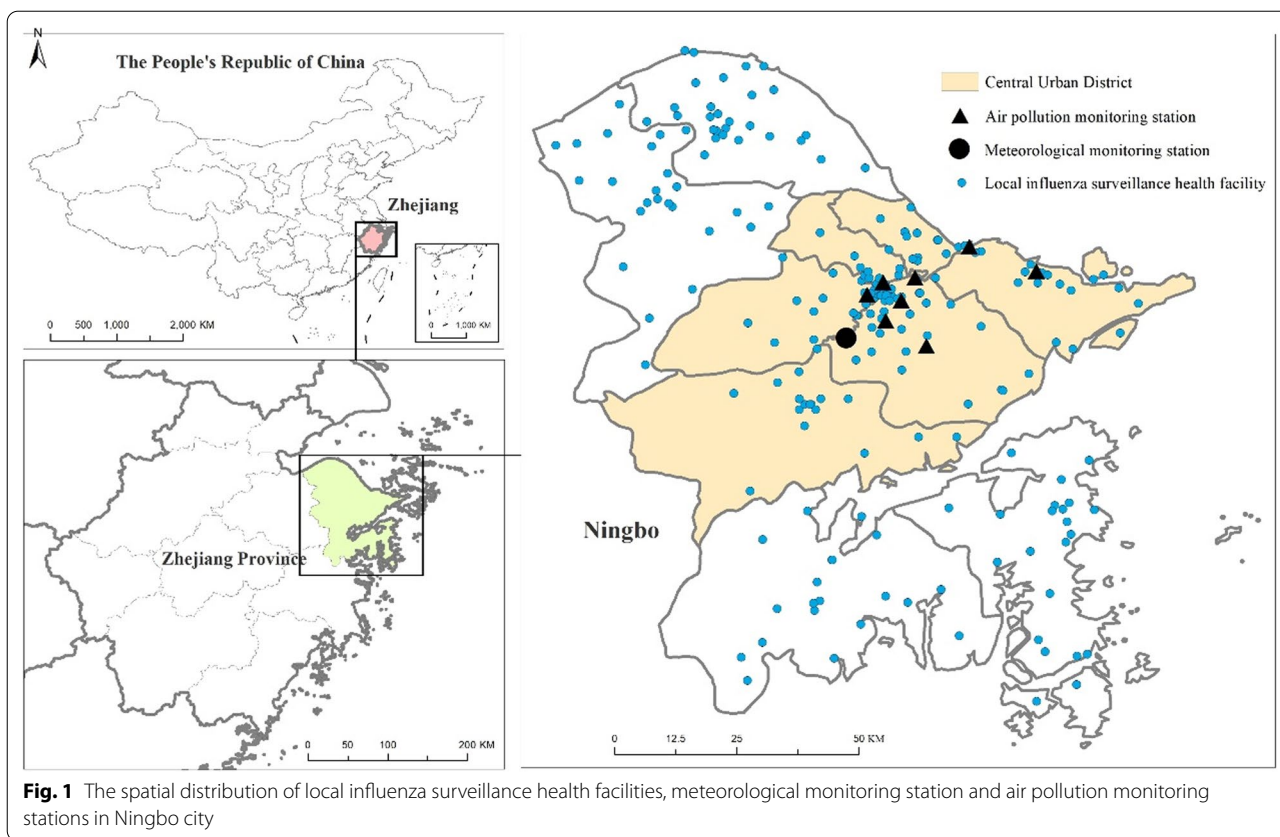 N
The People's Republic of China
Zhejiang
0 500 1,000 2,000 KM
0 1,000 KM
Zhejiang Province
0 50 100 200 KM
Central Urban District
Air pollution monitoring station
Meteorological monitoring station
Local influenza surveillance health facility
Ningbo
0 12.5 25 50 KM
Fig. 1 The spatial distribution of local influenza surveillance health facilities, meteorological monitoring station and air pollution monitoring
stations in Ningbo city